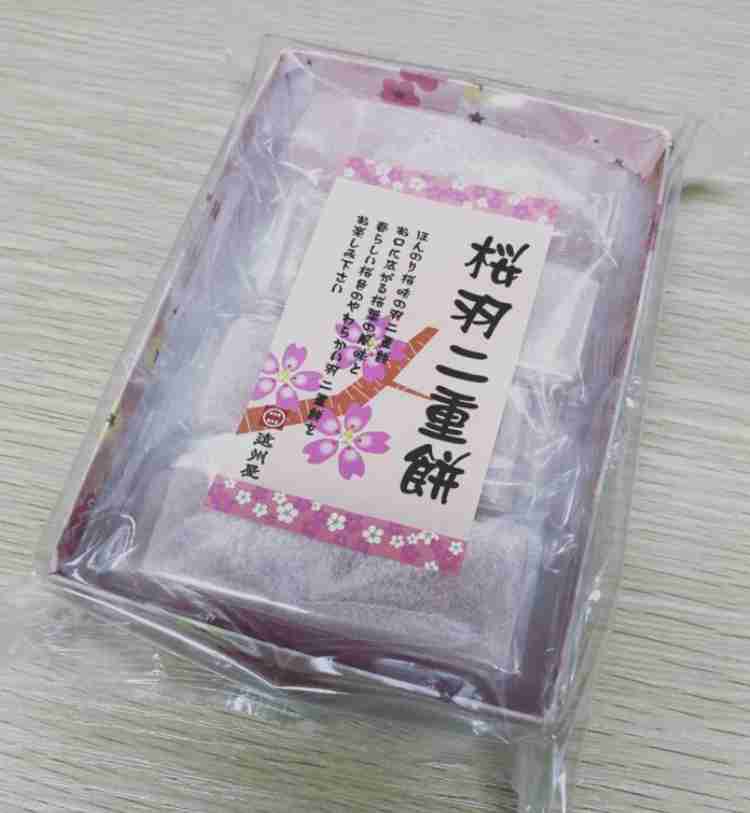 桜羽二重餅
ほんのり桜味の羽二重餅
お口に広がる桜葉の風味と
春らしい桜色のやわらかい羽二重餅を
お楽しみ下さい
遠州屋